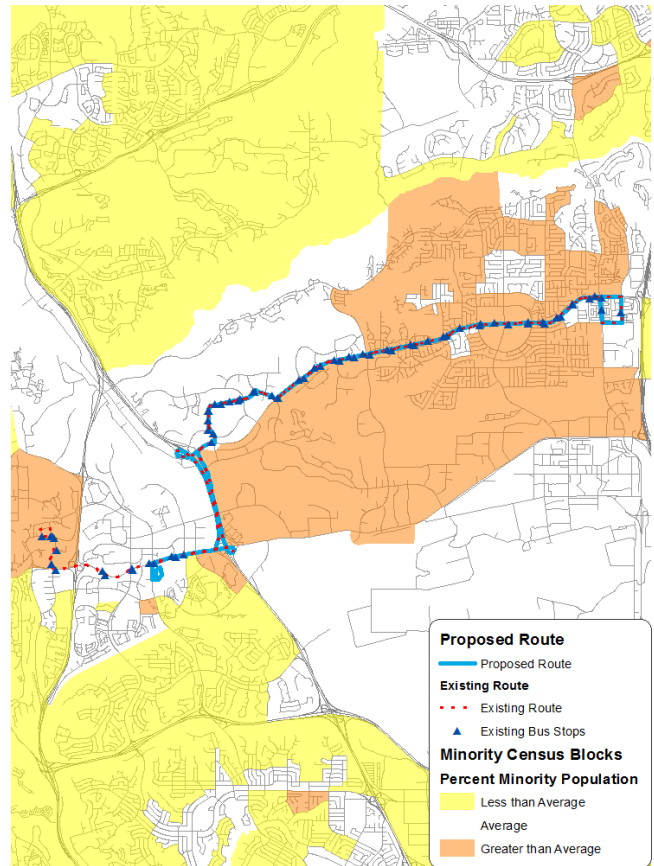 Proposed Route
Proposed Route
Existing Route
Existing Route
Existing Bus Stops
Minority Census Blocks
Percent Minority Population
Less than Average
Average
Greater than Average